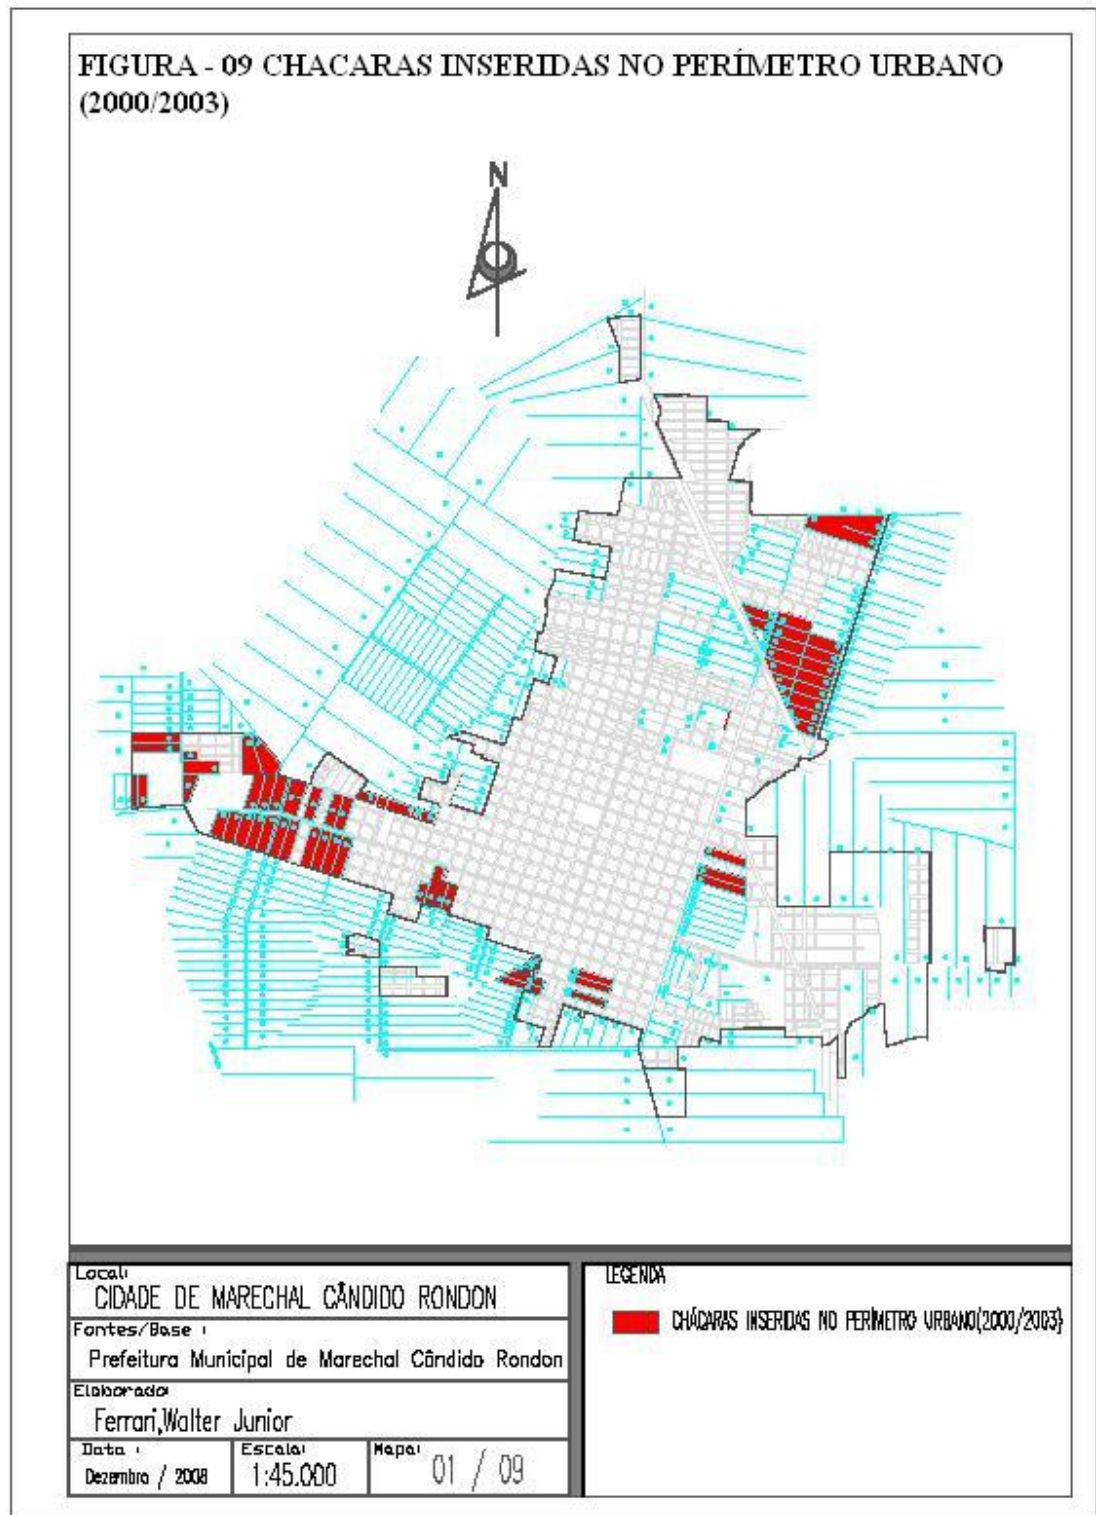 FIGURA - 09 CHACARAS INSERIDAS NO PERÍMETRO URBANO
(2000/2003)
N
Local:
CIDADE DE MARECHAL CÂNDIDO RONDON
Fontes/Base :
Prefeitura Municipal de Marechal Cândido Rondon
Elaborado:
Ferrari,Walter Junior
Data :
Dezembro / 2008
Escala:
1:45.000
Mapa:
01 / 09
LEGENDA
CHÁCARAS INSERIDAS NO PERÍMETRO URBANO(2000/2003)